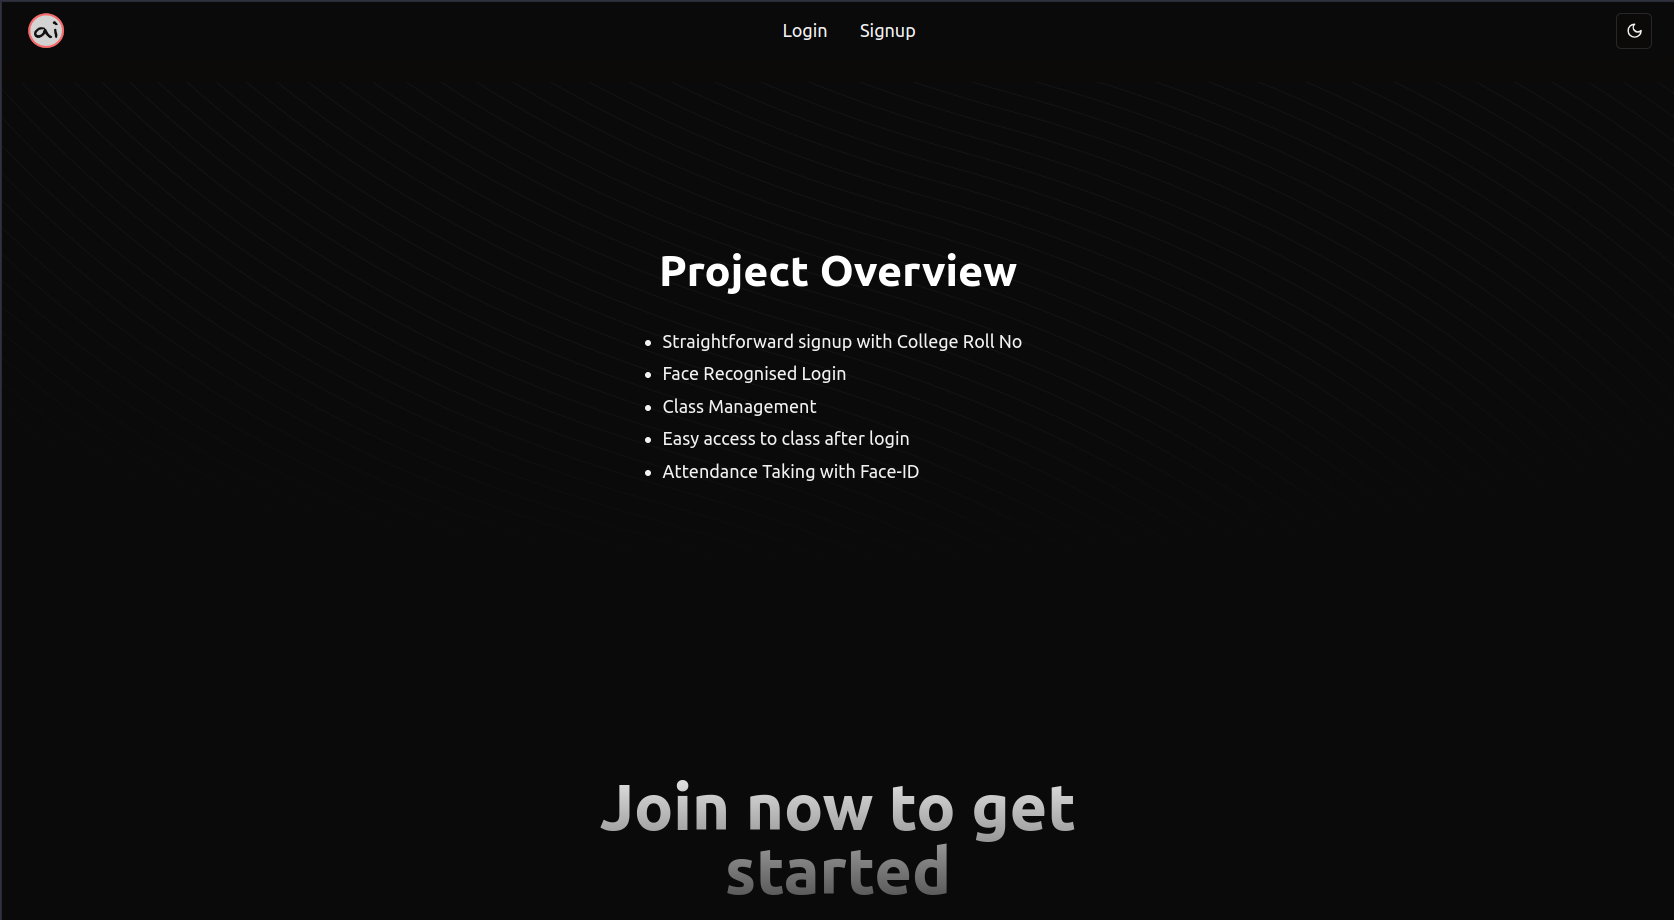 ai
Login Signup
Project Overview
Straightforward signup with College Roll No
Face Recognised Login
Class Management
Easy access to class after login
Attendance Taking with Face-ID
Join now to get
started